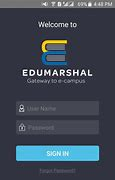 4:48 PM
Welcome to
EDUMARSHAL
Gateway to e-campus
User Name
Password
SIGN IN
Forgot Password?